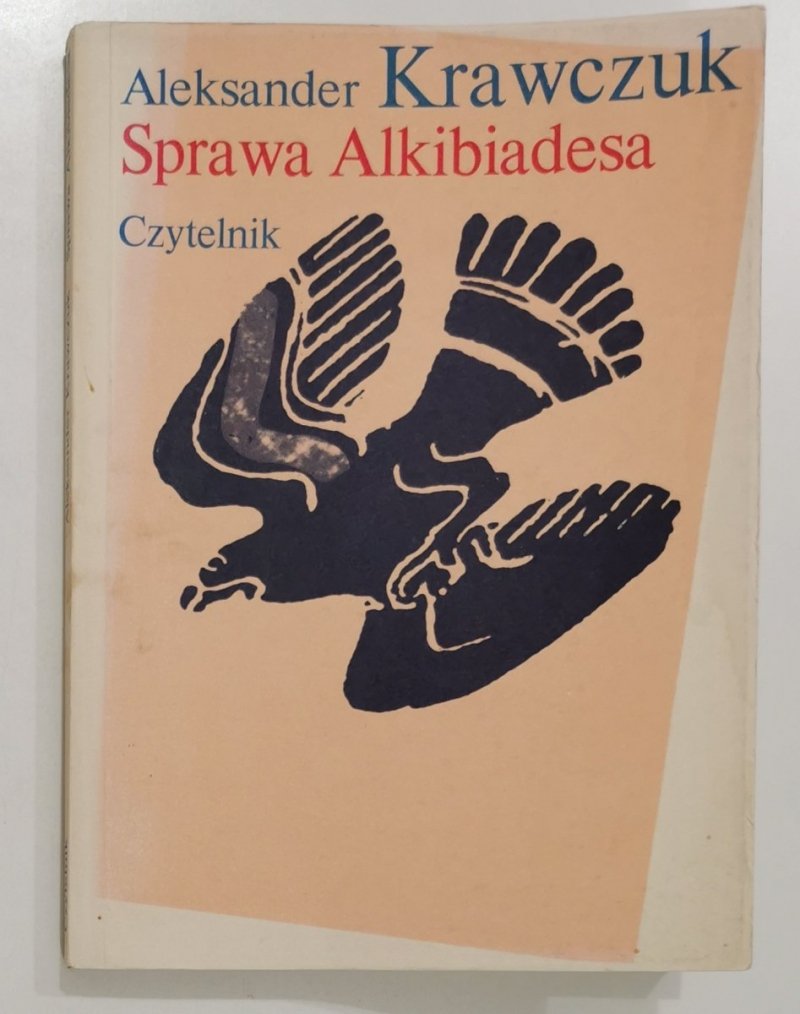 Aleksander Krawczuk
Sprawa Alkibiadesa
Czytelnik